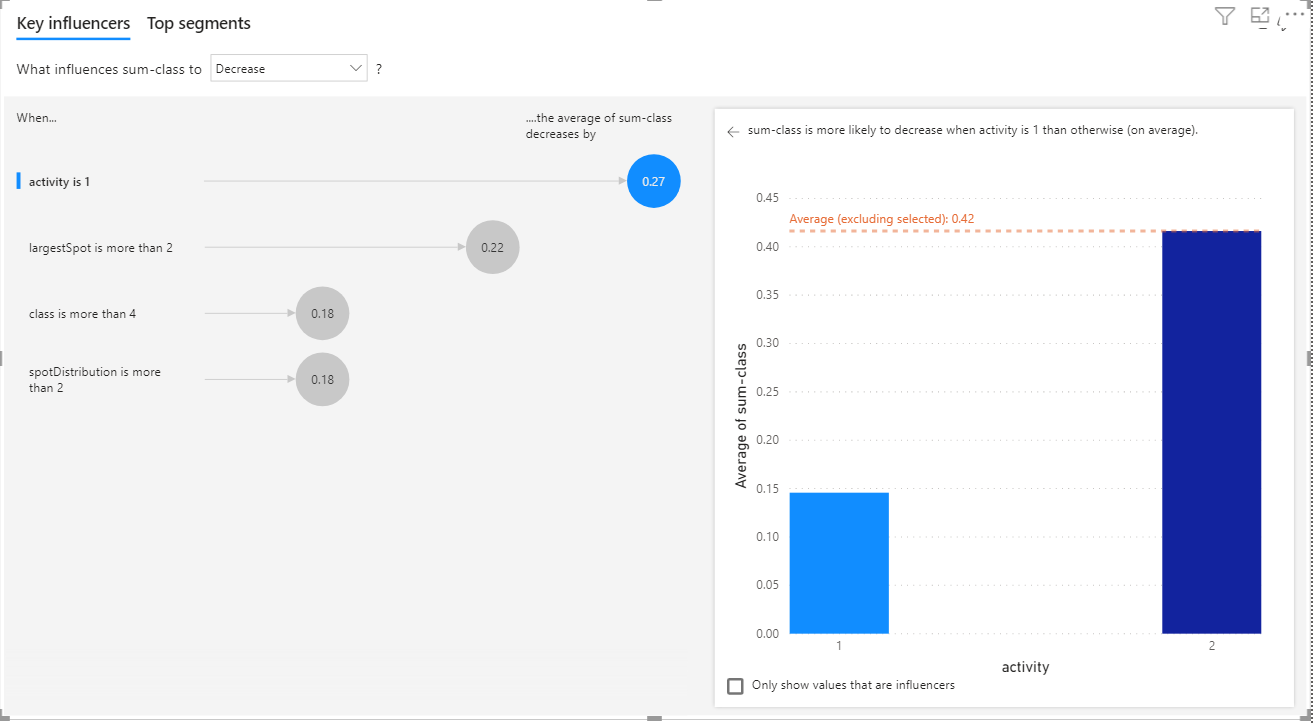 Key influencers Top segments
What influences sum-class to Decrease ?
When...
....the average of sum-class
decreases by
activity is 1
0.27
largestSpot is more than 2
0.22
class is more than 4
0.18
spotDistribution is more
than 2
0.18
sum-class is more likely to decrease when activity is 1 than otherwise (on average).
0.45
Average (excluding selected): 0.42
0.40
0.35
0.30
0.25
0.20
0.15
0.10
0.05
0.00
Average of sum-class
1 2
activity
Only show values that are influencers